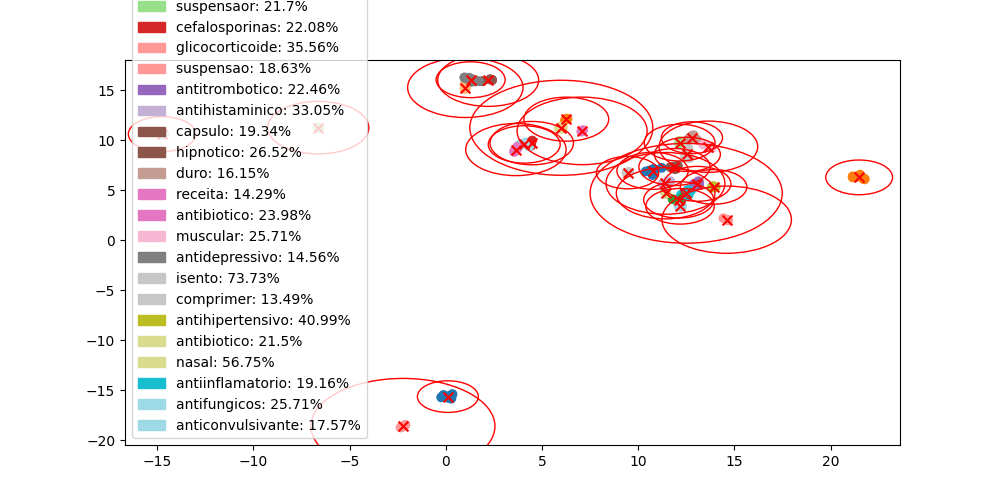 suspensaor: 21.7%
cefalosporinas: 22.08%
glicocorticoide: 35.56%
suspensao: 18.63%
antitrombotico: 22.46%
antihistaminico: 33.05%
capsulo: 19.34%
hipnotico: 26.52%
duro: 16.15%
receita: 14.29%
antibiotico: 23.98%
muscular: 25.71%
antidepressivo: 14.56%
isento: 73.73%
comprimer: 13.49%
antihipertensivo: 40.99%
antibiotico: 21.5%
nasal: 56.75%
antiinflamatorio: 19.16%
antifungicos: 25.71%
anticonvulsivante: 17.57%
15
10
5
0
−5
−10
−15
−20
−15 −10 −5 0 5 10 15 20